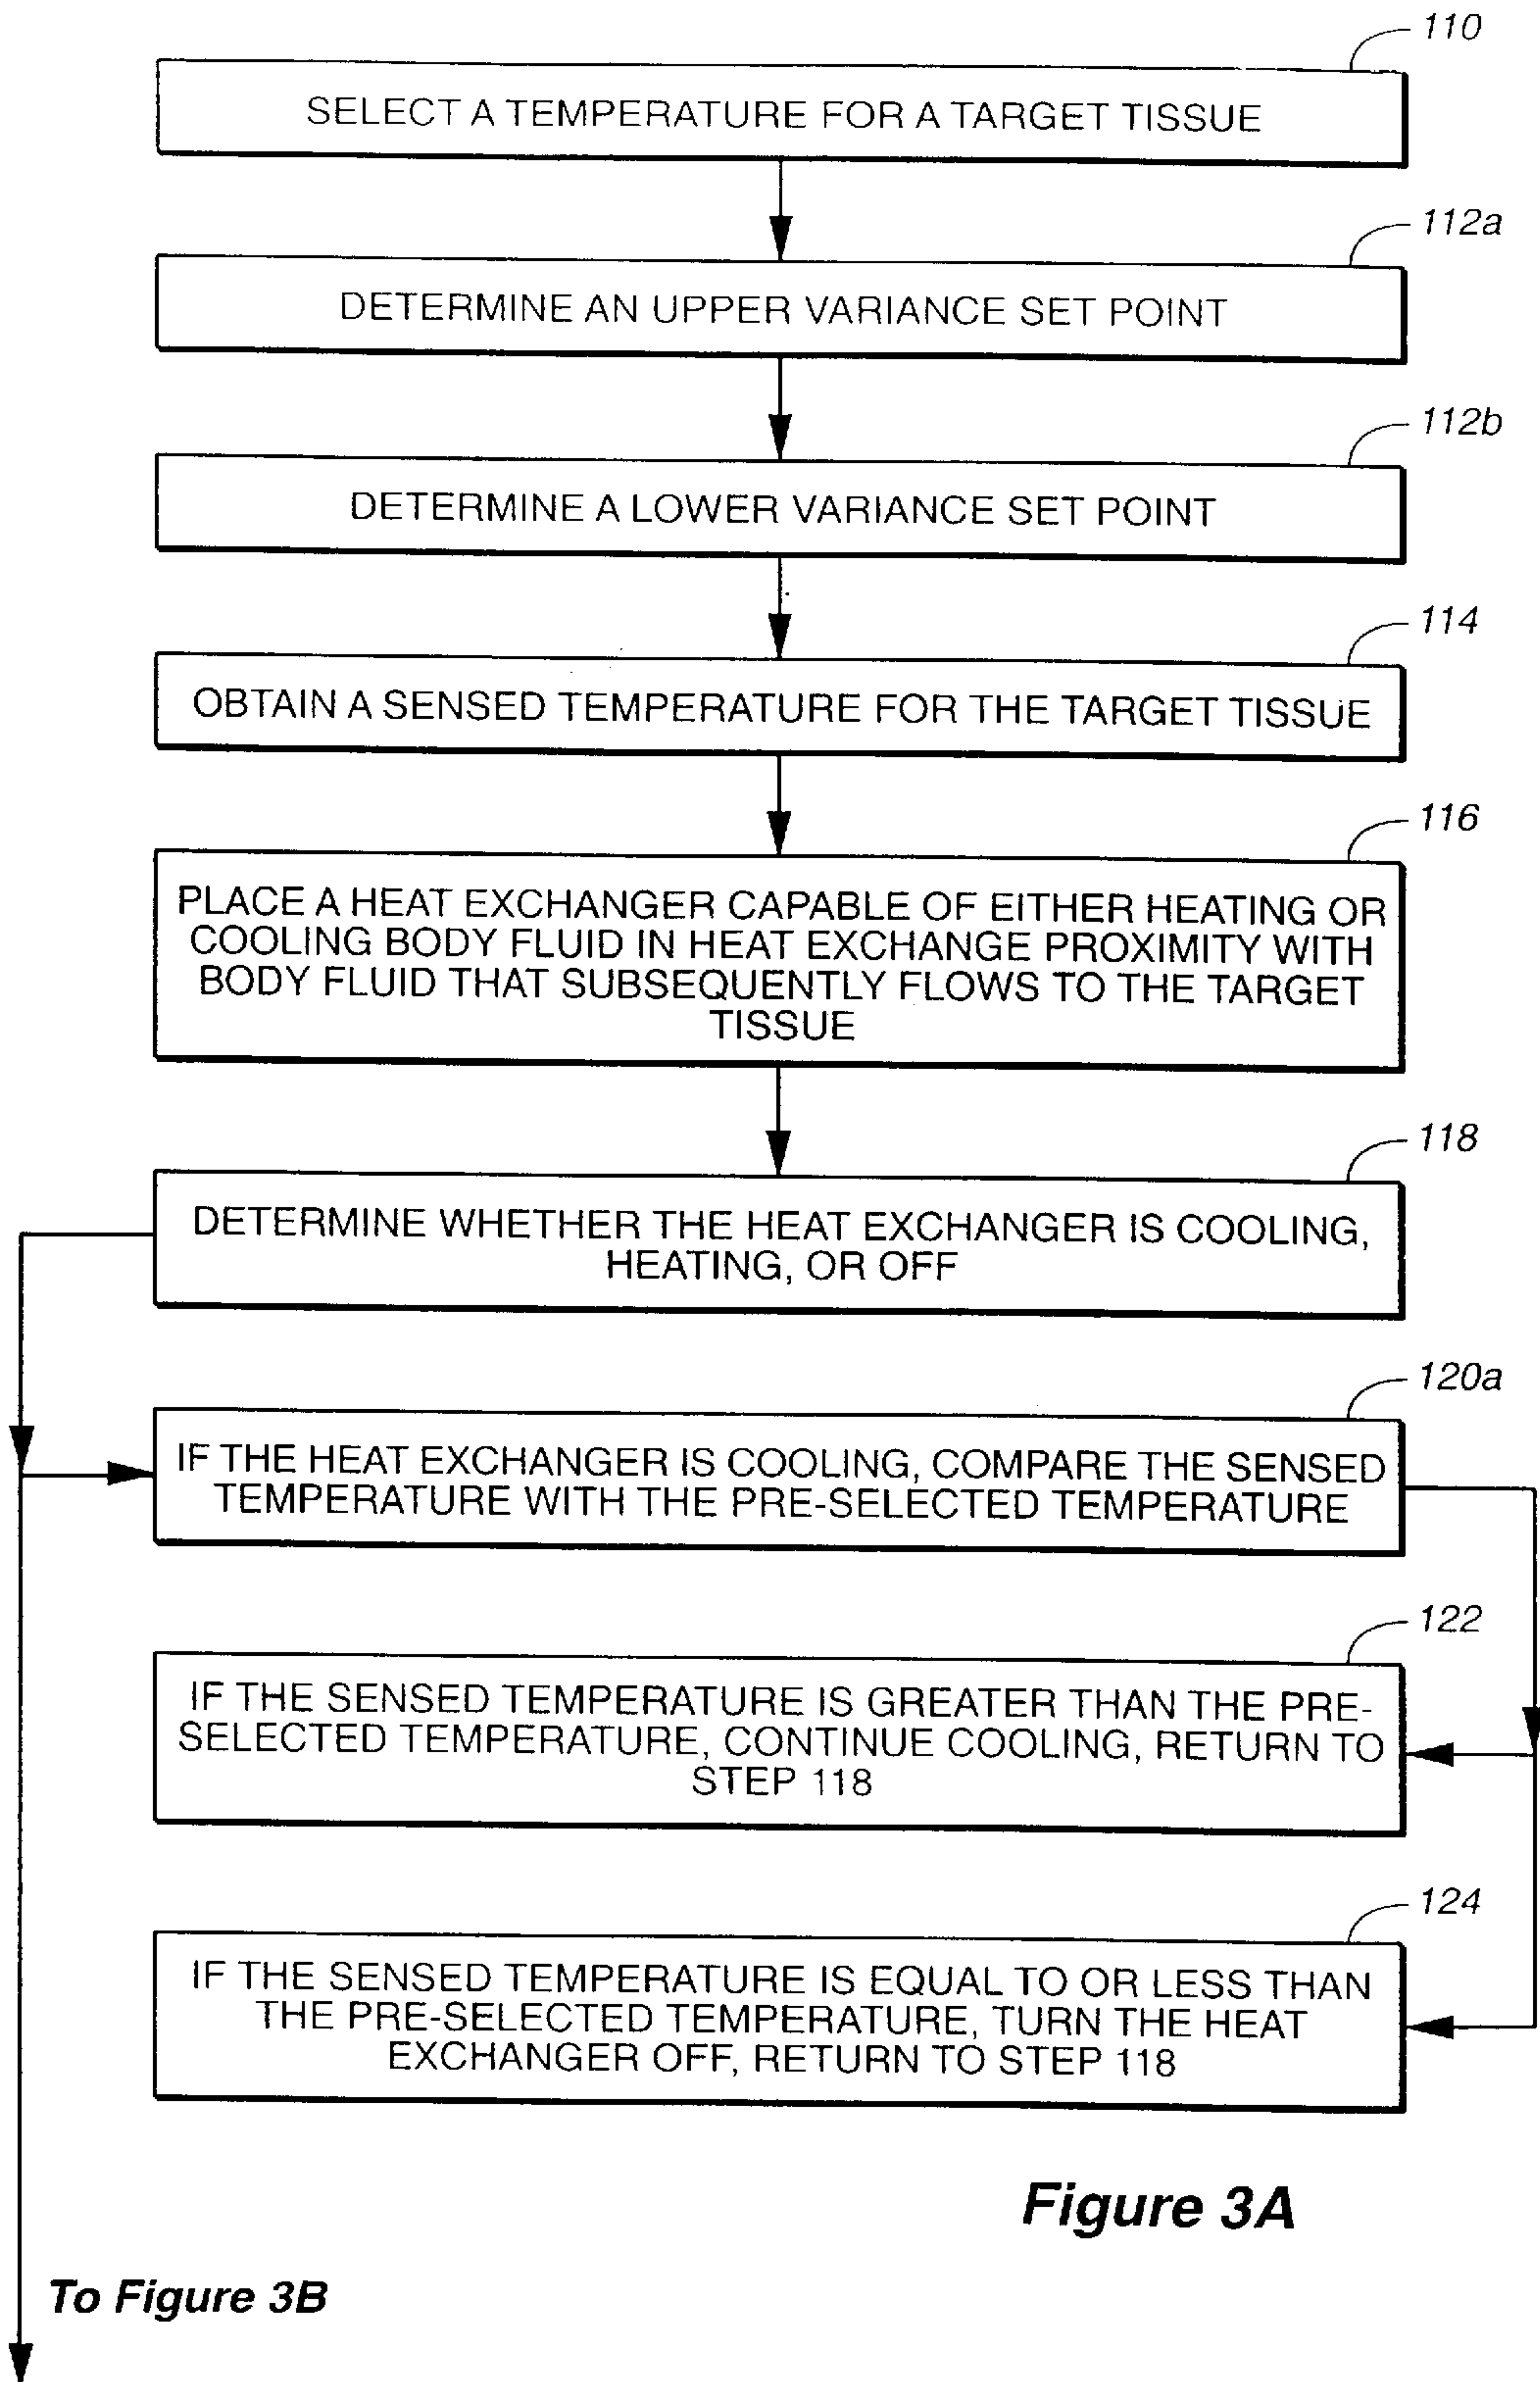 110
SELECT A TEMPERATURE FOR A TARGET TISSUE
112a
DETERMINE AN UPPER VARIANCE SET POINT
112b
DETERMINE A LOWER VARIANCE SET POINT
114
OBTAIN A SENSED TEMPERATURE FOR THE TARGET TISSUE
116
PLACE A HEAT EXCHANGER CAPABLE OF EITHER HEATING OR
COOLING BODY FLUID IN HEAT EXCHANGE PROXIMITY WITH
BODY FLUID THAT SUBSEQUENTLY FLOWS TO THE TARGET
TISSUE
118
DETERMINE WHETHER THE HEAT EXCHANGER IS COOLING,
HEATING, OR OFF
120a
IF THE HEAT EXCHANGER IS COOLING, COMPARE THE SENSED
TEMPERATURE WITH THE PRE-SELECTED TEMPERATURE
122
IF THE SENSED TEMPERATURE IS GREATER THAN THE PRE-
SELECTED TEMPERATURE, CONTINUE COOLING, RETURN TO
STEP 118
124
IF THE SENSED TEMPERATURE IS EQUAL TO OR LESS THAN
THE PRE-SELECTED TEMPERATURE, TURN THE HEAT
EXCHANGER OFF, RETURN TO STEP 118
Figure 3A
To Figure 3B